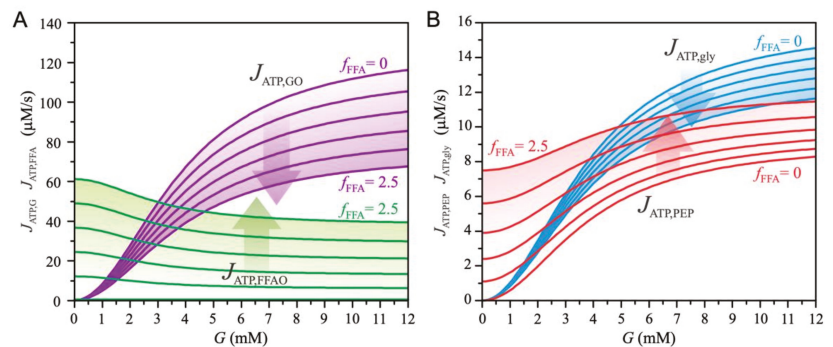 A
J_ATP,G J_ATP,FFA (μM/s)
140
120
100
80
60
40
20
0
J_ATP,GO
f_FFA = 0
f_FFA = 2.5
f_FFA = 2.5
J_ATP,FFAO
0 1 2 3 4 5 6 7 8 9 10 11 12
G (mM)
B
J_ATP,PEP J_ATP,gly (μM/s)
16
14
12
10
8
6
4
2
0
f_FFA = 0
J_ATP,gly
f_FFA = 2.5
f_FFA = 0
J_ATP,PEP
0 1 2 3 4 5 6 7 8 9 10 11 12
G (mM)